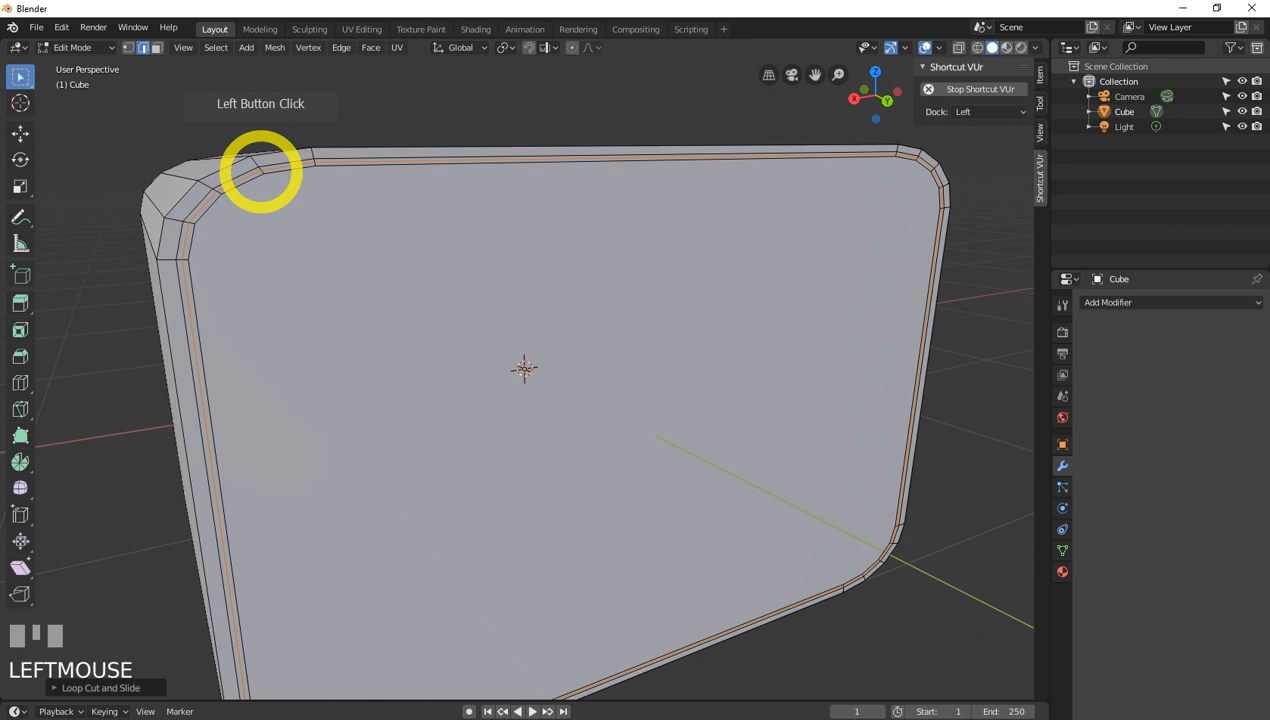 Blender
File Edit Render Window Help
Layout Modeling Sculpting UV Editing Texture Paint Shading Animation Rendering Compositing Scripting +
Scene
View Layer
Edit Mode
View Select Add Mesh Vertex Edge Face UV
Global
User Perspective
(1) Cube
Left Button Click
Shortcut VUr
Stop Shortcut VUr
Dock: Left
Item
Tool
View
Shortcut VUr
X
Y
Z
Scene Collection
Collection
Camera
Cube
Light
Cube
Add Modifier
LEFTMOUSE
Loop Cut and Slide
Playback Keying View Marker
1
Start: 1
End: 250